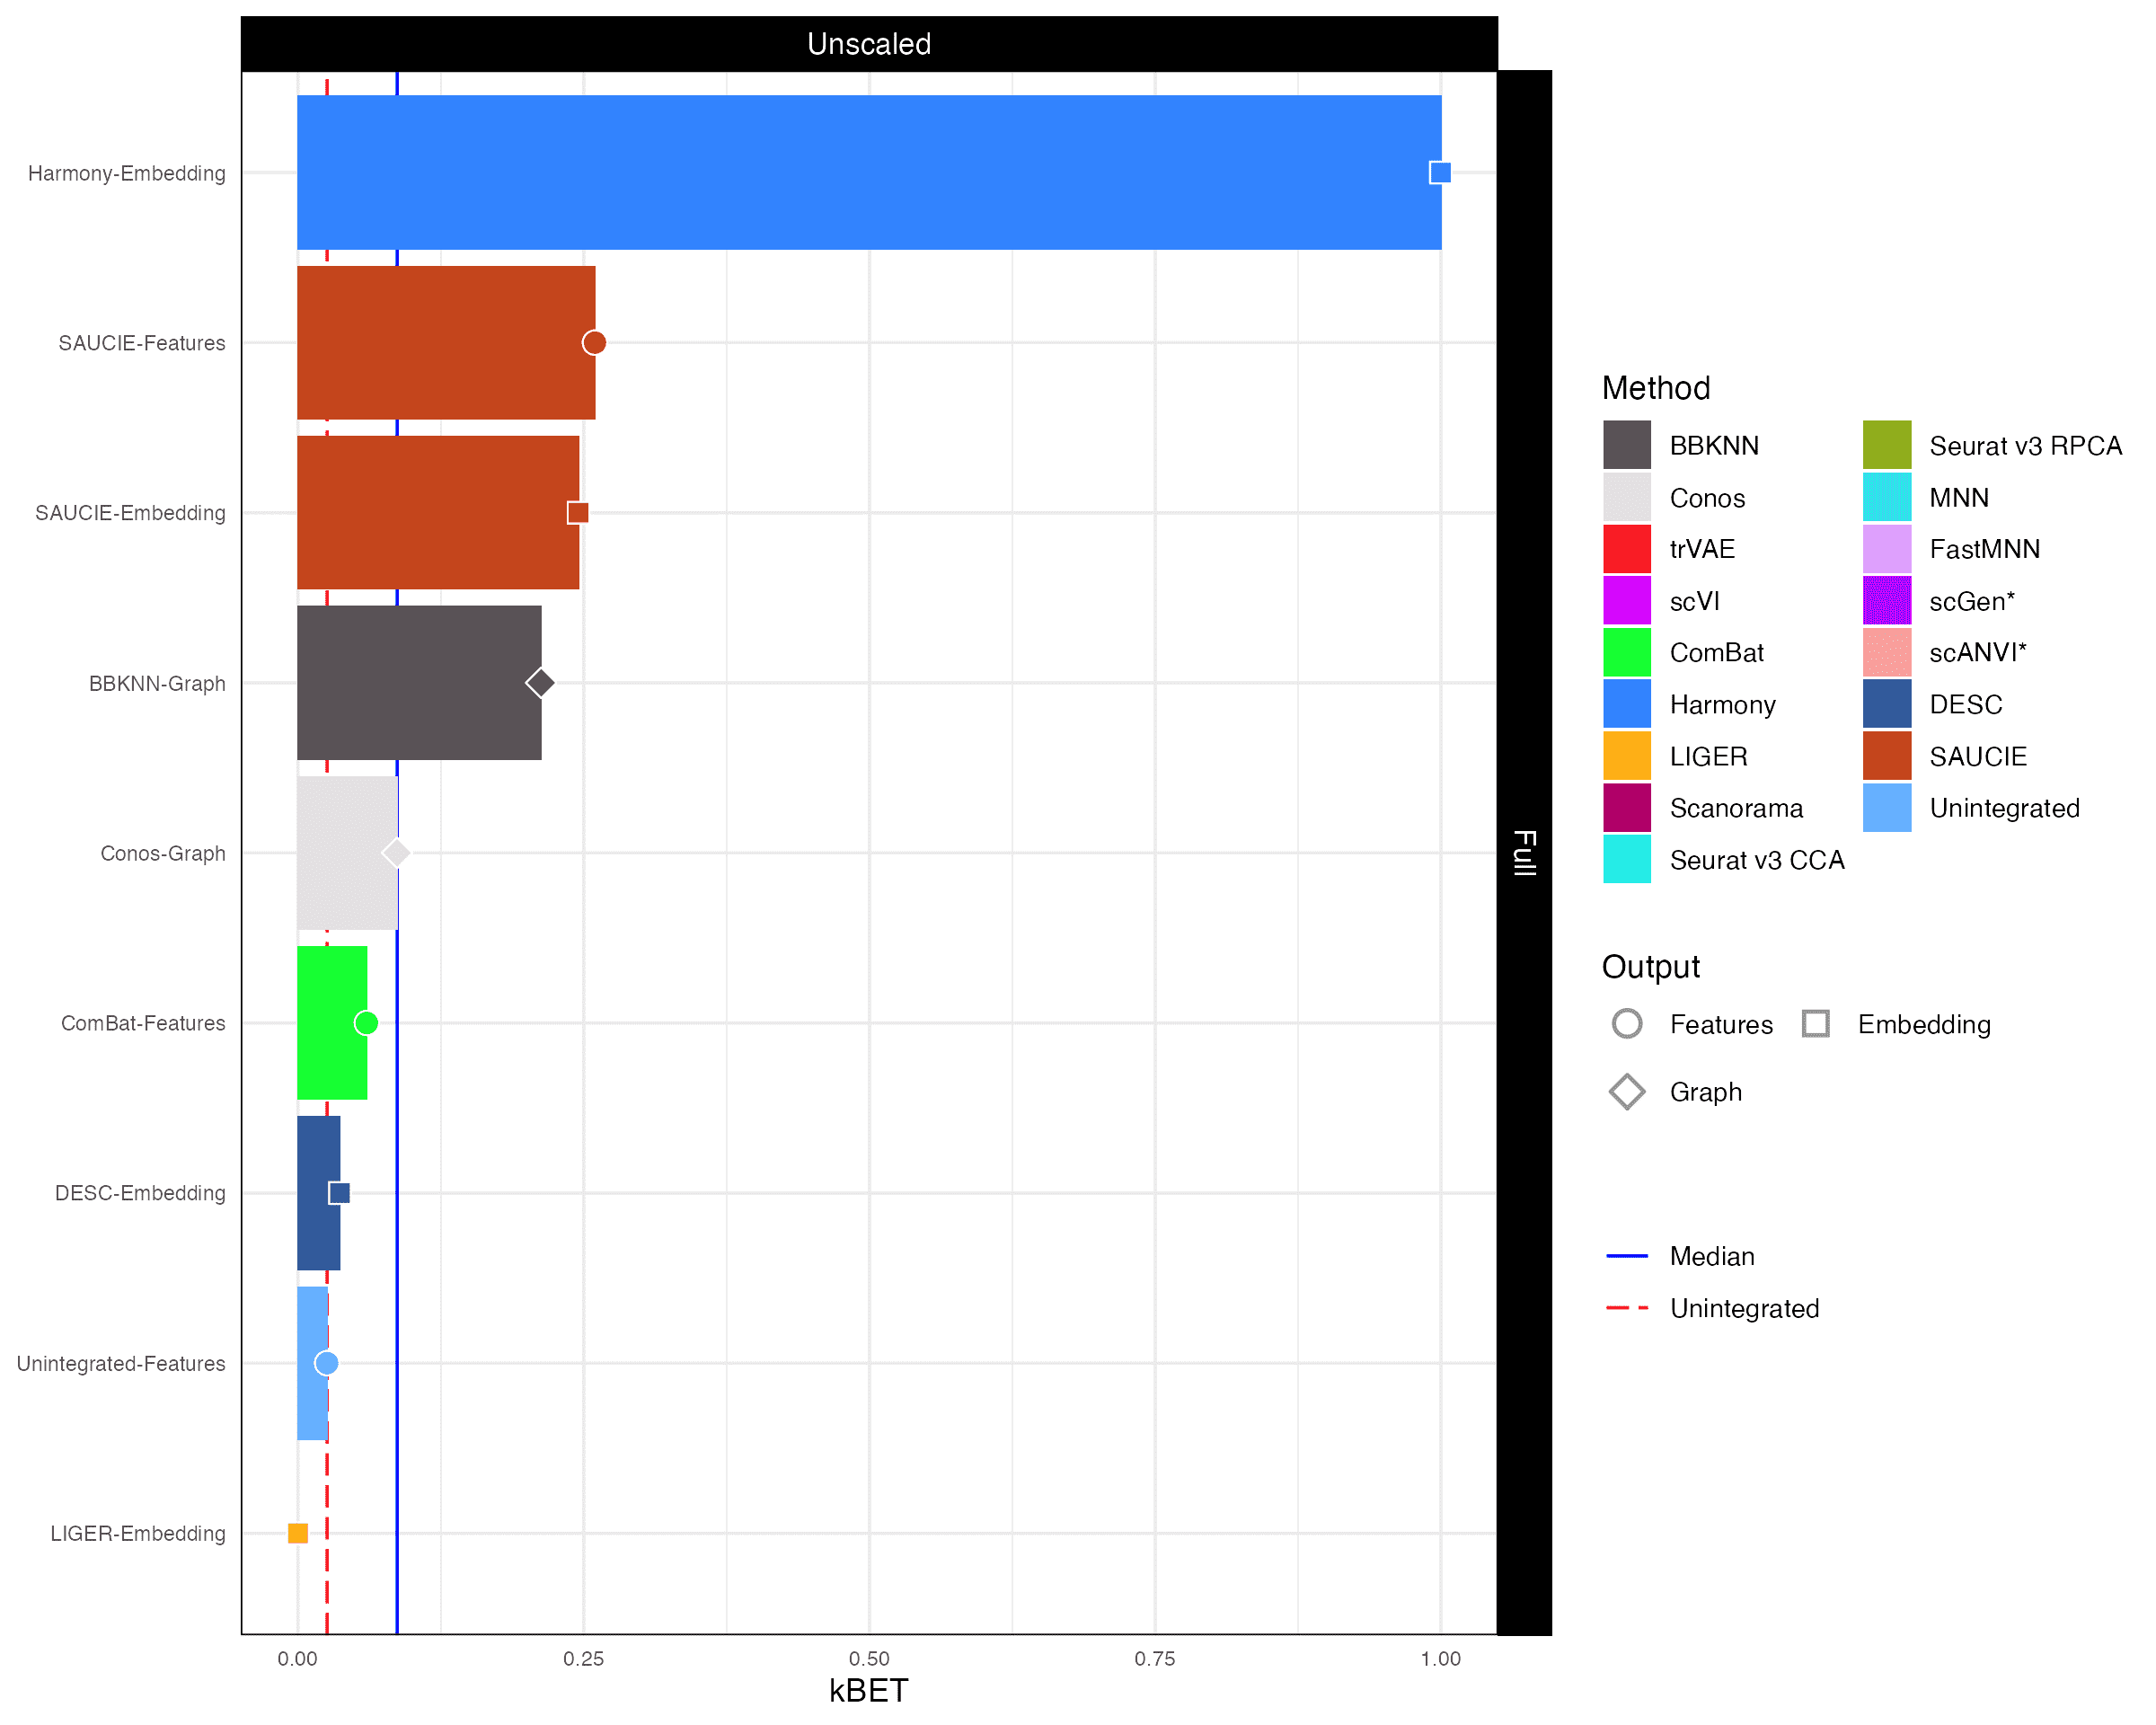 Unscaled
Harmony-Embedding
SAUCIE-Features
SAUCIE-Embedding
BBKNN-Graph
Conos-Graph
ComBat-Features
DESC-Embedding
Unintegrated-Features
LIGER-Embedding
0.00 0.25 0.50 0.75 1.00
kBET
Full
Method
BBKNN
Conos
trVAE
scVI
ComBat
Harmony
LIGER
Scanorama
Seurat v3 CCA
Seurat v3 RPCA
MNN
FastMNN
scGen*
scANVI*
DESC
SAUCIE
Unintegrated
Output
Features Embedding
Graph
Median
Unintegrated